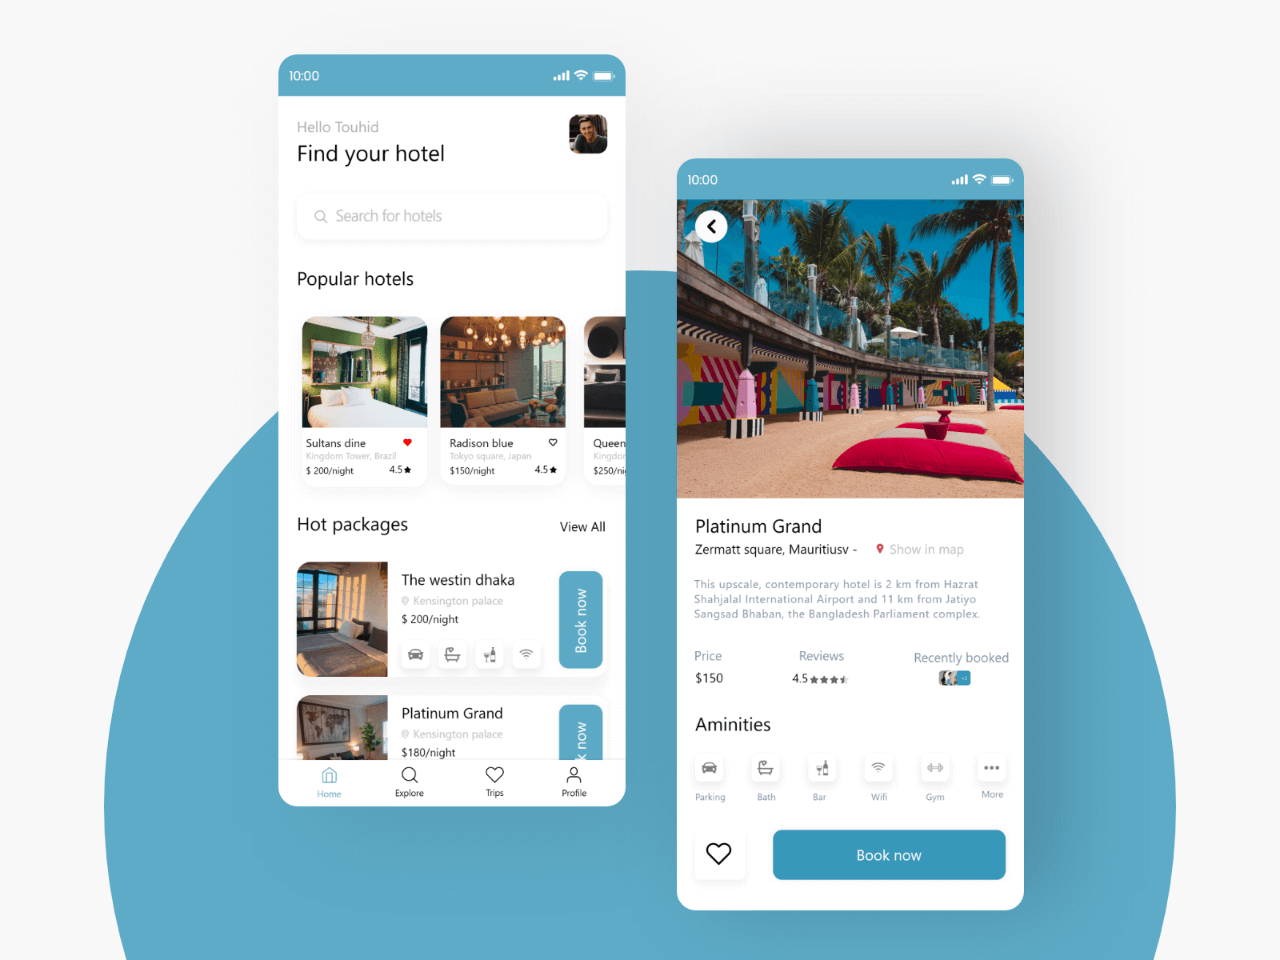 10:00
Hello Touhid
Find your hotel
Search for hotels
Popular hotels
Sultans dine
Kingdom Tower, Brazil
$ 200/night
4.5
Radison blue
Tokyo square, Japan
$150/night
4.5
Queen
Kingdo
$250/ni
Hot packages
View All
The westin dhaka
Kensington palace
$ 200/night
Book now
Platinum Grand
Kensington palace
$180/night
k now
Home
Explore
Trips
Profile
10:00
Platinum Grand
Zermatt square, Mauritiusv -
Show in map
This upscale, contemporary hotel is 2 km from Hazrat
Shahjalal International Airport and 11 km from Jatiyo
Sangsad Bhaban, the Bangladesh Parliament complex.
Price
Reviews
Recently booked
$150
4.5
Aminities
Parking
Bath
Bar
Wifi
Gym
More
Book now